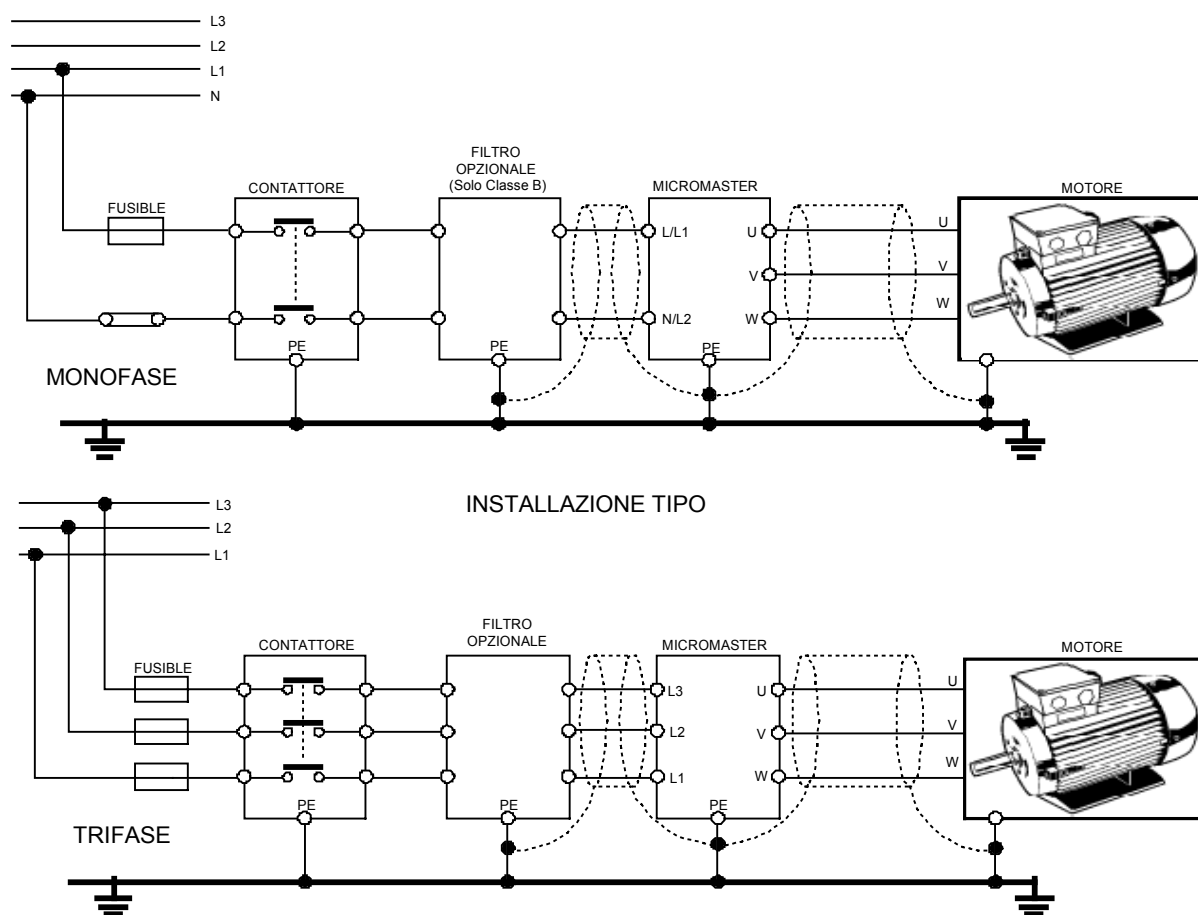 L3
L2
L1
N
FILTRO
OPZIONALE
(Solo Classe B)
CONTATTORE
MICROMASTER
MOTORE
FUSIBLE
L/L1
U
U
V
V
N/L2
W
W
PE
PE
PE
MONOFASE
INSTALLAZIONE TIPO
L3
L2
L1
FILTRO
OPZIONALE
CONTATTORE
MICROMASTER
MOTORE
FUSIBLE
L3
U
U
L2
V
V
L1
W
W
PE
PE
PE
TRIFASE